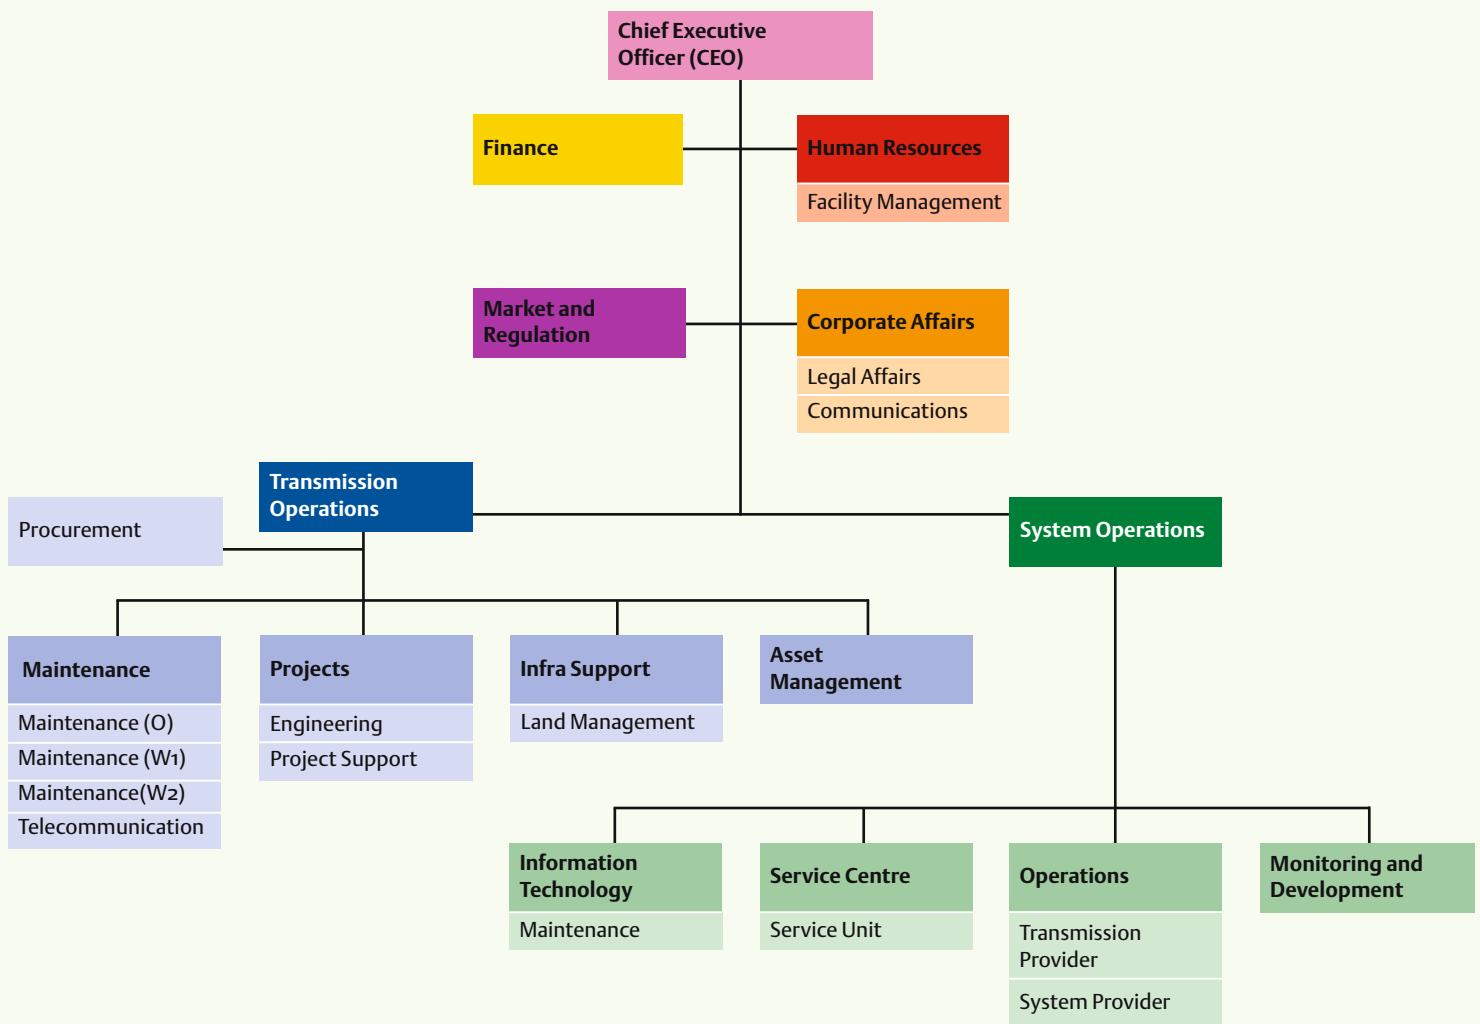 Chief Executive
Officer (CEO)
Finance
Human Resources
Facility Management
Market and
Regulation
Corporate Affairs
Legal Affairs
Communications
Transmission
Operations
Procurement
System Operations
Maintenance
Maintenance (O)
Maintenance (W1)
Maintenance(W2)
Telecommunication
Projects
Engineering
Project Support
Infra Support
Land Management
Asset
Management
Information
Technology
Maintenance
Service Centre
Service Unit
Operations
Transmission
Provider
System Provider
Monitoring and
Development